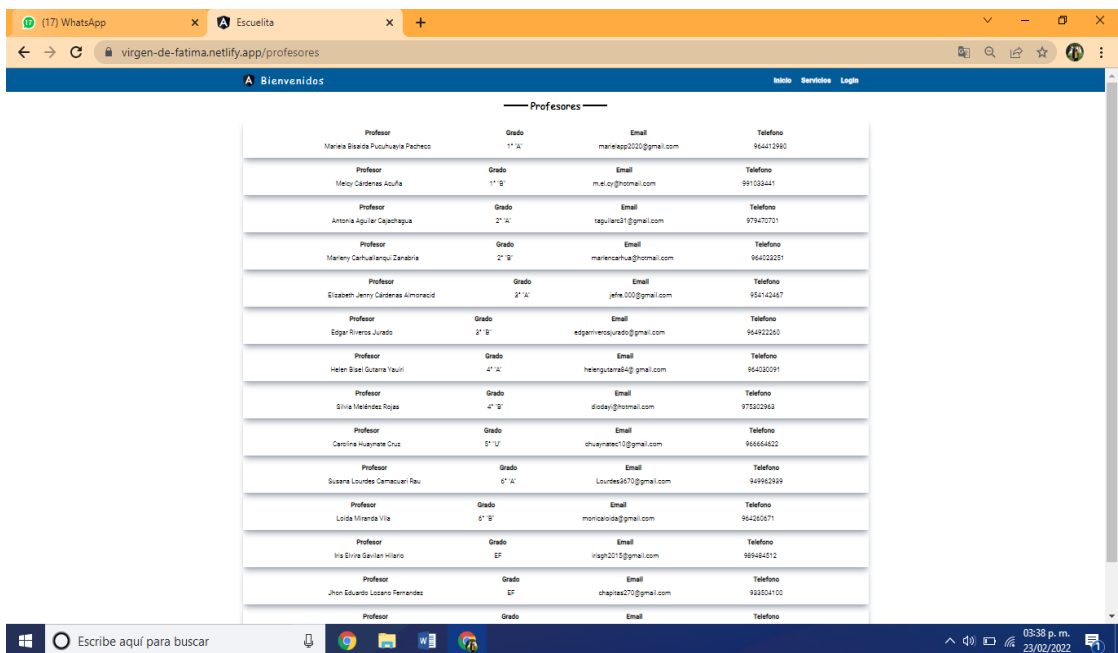 (17) WhatsApp
Escuelita
virgen-de-fatima.netlify.app/profesores
Bienvenidos
Inicio Servicios Login
Profesores
Profesor Grado Email Telefono
Mariela Bisaida Pucuhuayla Pacheco 1° "A" marielapp2020@gmail.com 964412980
Profesor Grado Email Telefono
Melcy Cárdenas Acuña 1° "B" m.el.cy@hotmail.com 991033441
Profesor Grado Email Telefono
Antonia Aguilar Cajachagua 2° "A" taguilarc31@gmail.com 979470701
Profesor Grado Email Telefono
Marleny Carhuallanqui Zanabria 2° "B" marlencarhua@hotmail.com 964023251
Profesor Grado Email Telefono
Elizabeth Jenny Cárdenas Almonacid 3° "A" jefre.000@gmail.com 954142467
Profesor Grado Email Telefono
Edgar Riveros Jurado 3° "B" edgarriverosjurado@gmail.com 964922260
Profesor Grado Email Telefono
Helen Bisel Gutarra Yauiri 4° "A" helengutarra84@ gmail.com 964030091
Profesor Grado Email Telefono
Silvia Meléndez Rojas 4° "B" diodayi@hotmail.com 975302963
Profesor Grado Email Telefono
Carolina Huaynate Cruz 5° "U" chuaynatec10@gmail.com 966664622
Profesor Grado Email Telefono
Susana Lourdes Camacuari Rau 6° "A" Lourdes3670@gmail.com 949962939
Profesor Grado Email Telefono
Loida Miranda Vila 6° "B" monicaloida@gmail.com 964260671
Profesor Grado Email Telefono
Iris Elvira Gavilan Hilario EF irisgh2015@gmail.com 989484512
Profesor Grado Email Telefono
Jhon Eduardo Lozano Fernandez EF chapitas270@gmail.com 933504100
Profesor Grado Email Telefono
Escribe aquí para buscar
03:38 p. m.
23/02/2022